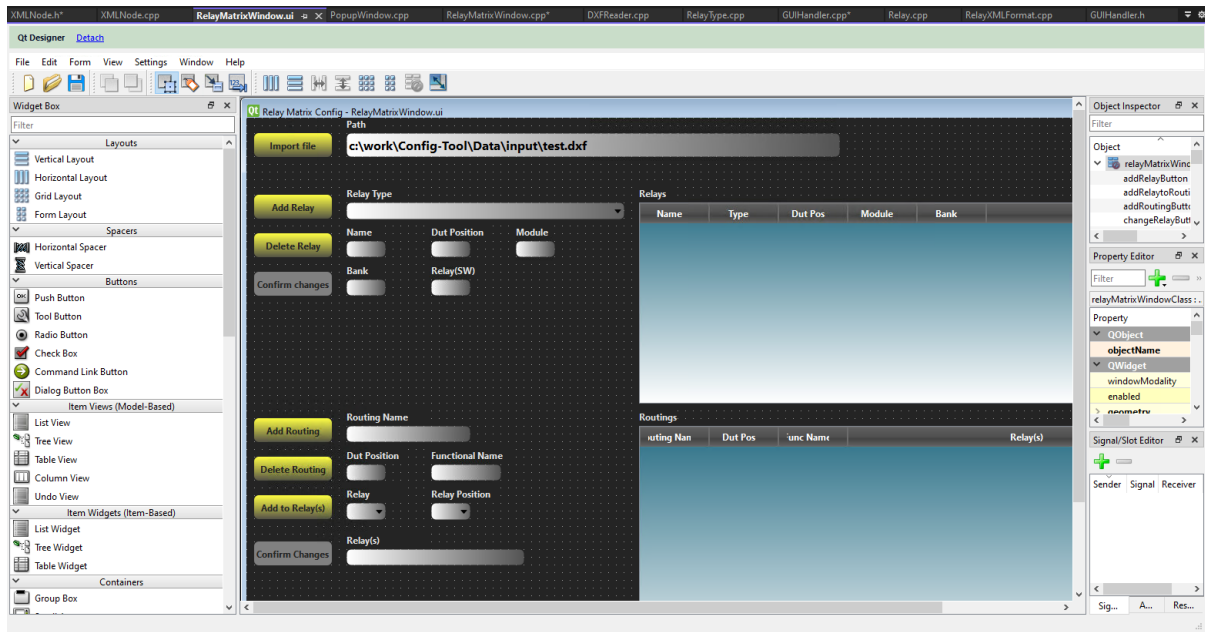 XMLNode.h* XMLNode.cpp RelayMatrixWindow.ui PopupWindow.cpp RelayMatrixWindow.cpp* DXFReader.cpp RelayType.cpp GUIHandler.cpp* Relay.cpp RelayXMLFormat.cpp GUIHandler.h
Qt Designer Detach
File Edit Form View Settings Window Help
Widget Box
Filter
Layouts
Vertical Layout
Horizontal Layout
Grid Layout
Form Layout
Spacers
Horizontal Spacer
Vertical Spacer
Buttons
Push Button
Tool Button
Radio Button
Check Box
Command Link Button
Dialog Button Box
Item Views (Model-Based)
List View
Tree View
Table View
Column View
Undo View
Item Widgets (Item-Based)
List Widget
Tree Widget
Table Widget
Containers
Group Box
Relay Matrix Config - RelayMatrixWindow.ui
Path
Import file c:\work\Config-Tool\Data\input\test.dxf
Relay Type
Add Relay
Name Dut Position Module
Delete Relay
Bank Relay(SW)
Confirm changes
Relays
Name Type Dut Pos Module Bank
Routing Name
Add Routing
Dut Position Functional Name
Delete Routing
Relay Relay Position
Add to Relay(s)
Relay(s)
Confirm Changes
Routings
outing Nan Dut Pos unc Name Relay(s)
Object Inspector
Filter
Object
relayMatrixWinc
addRelayButton
addRelaytoRouti
addRoutingButto
changeRelayButt
Property Editor
Filter
relayMatrixWindowClass : .
Property
QObject
objectName
QWidget
windowModality
enabled
geometry
Signal/Slot Editor
Sender Signal Receiver
Sig... A... Res...